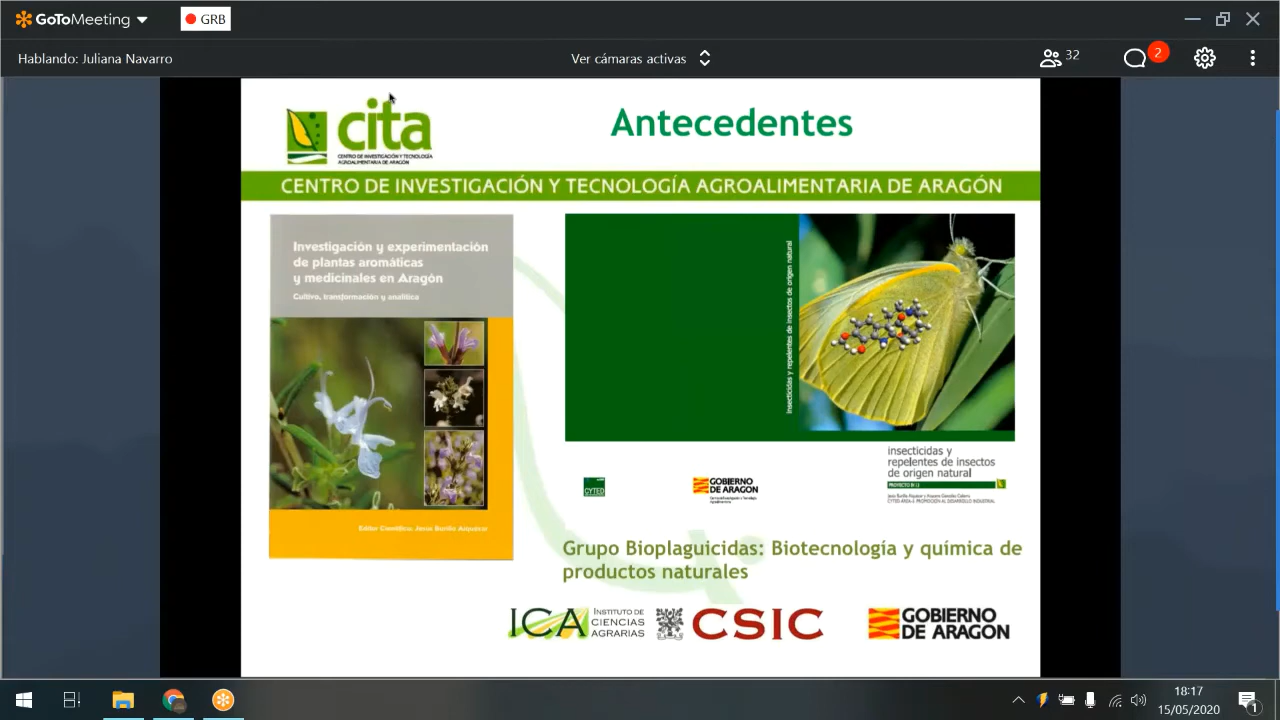 GoToMeeting
GRB
Hablando: Juliana Navarro
Ver cámaras activas
32
2
cita
CENTRO DE INVESTIGACIÓN Y TECNOLOGÍA
AGROALIMENTARIA DE ARAGÓN
Antecedentes
CENTRO DE INVESTIGACIÓN Y TECNOLOGÍA AGROALIMENTARIA DE ARAGÓN
Investigación y experimentación
de plantas aromáticas
y medicinales en Aragón
Cultivo, transformación y analítica
Editor Científico: Jesús Burillo Alquézar
insecticidas y repelentes de insectos de origen natural
insecticidas y
repelentes de insectos
de origen natural
CYTED
GOBIERNO
DE ARAGON
Grupo Bioplaguicidas: Biotecnología y química de
productos naturales
ICA
INSTITUTO DE
CIENCIAS
AGRARIAS
CSIC
GOBIERNO
DE ARAGON
18:17
15/05/2020
1